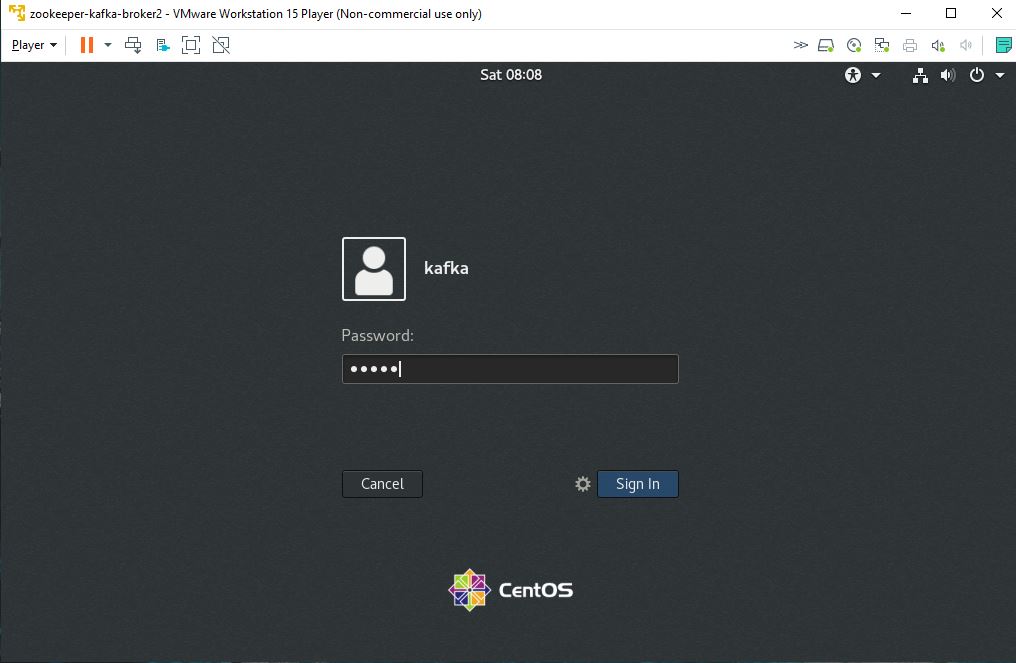 zookeeper-kafka-broker2 - VMware Workstation 15 Player (Non-commercial use only)
Player
Sat 08:08
kafka
Password:
Cancel
Sign In
CentOS